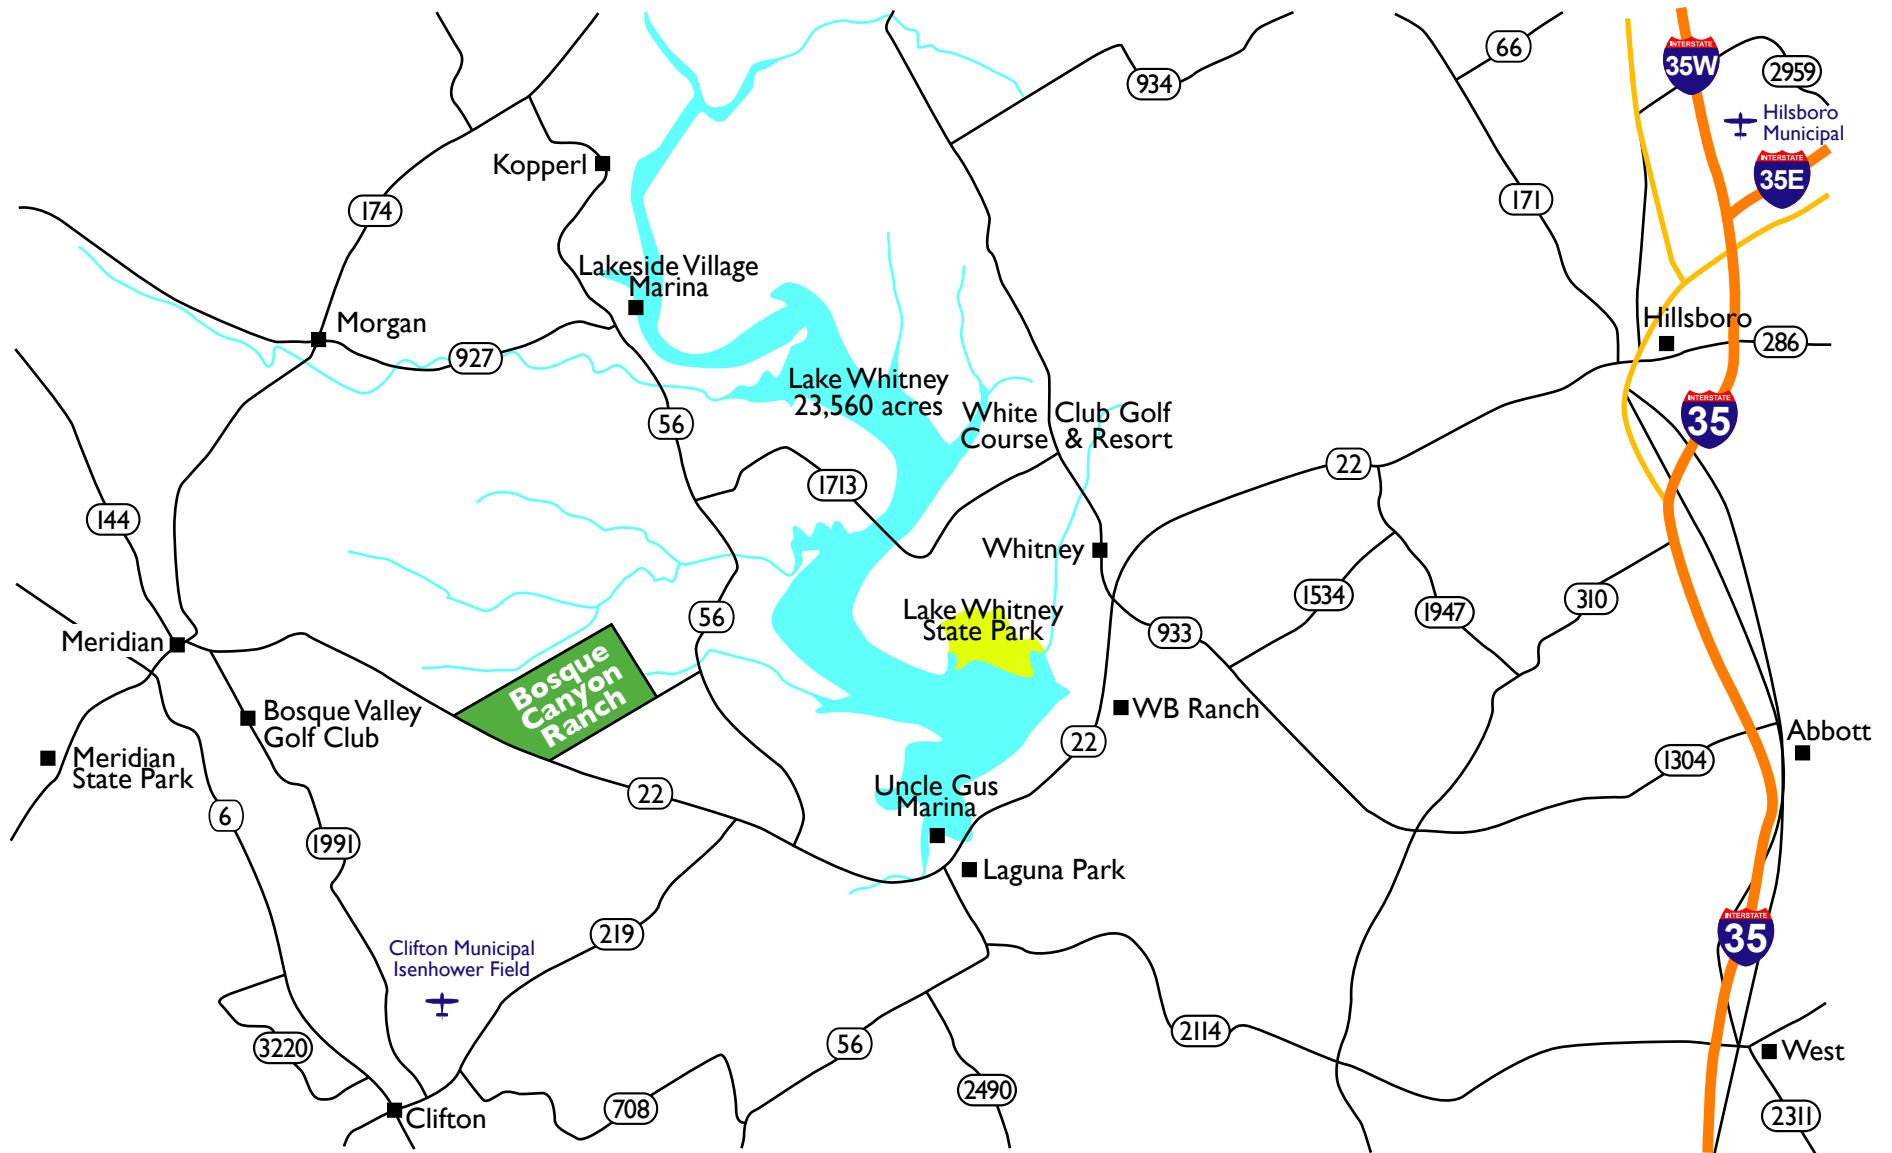 66
INTERSTATE
35W
2959
934
Hilsboro
Municipal
Kopperl
INTERSTATE
35E
174
171
Lakeside Village
Marina
Morgan
Hillsboro
286
927
Lake Whitney
23,560 acres
56
White Club Golf
Course & Resort
INTERSTATE
35
22
1713
144
Whitney
1534
310
1947
56
Lake Whitney
State Park
933
Meridian
Bosque
Canyon
Ranch
Bosque Valley
Golf Club
WB Ranch
22
Abbott
Meridian
State Park
1304
22
Uncle Gus
Marina
6
1991
Laguna Park
219
INTERSTATE
35
Clifton Municipal
Isenhower Field
3220
56
2114
West
2490
708
Clifton
2311